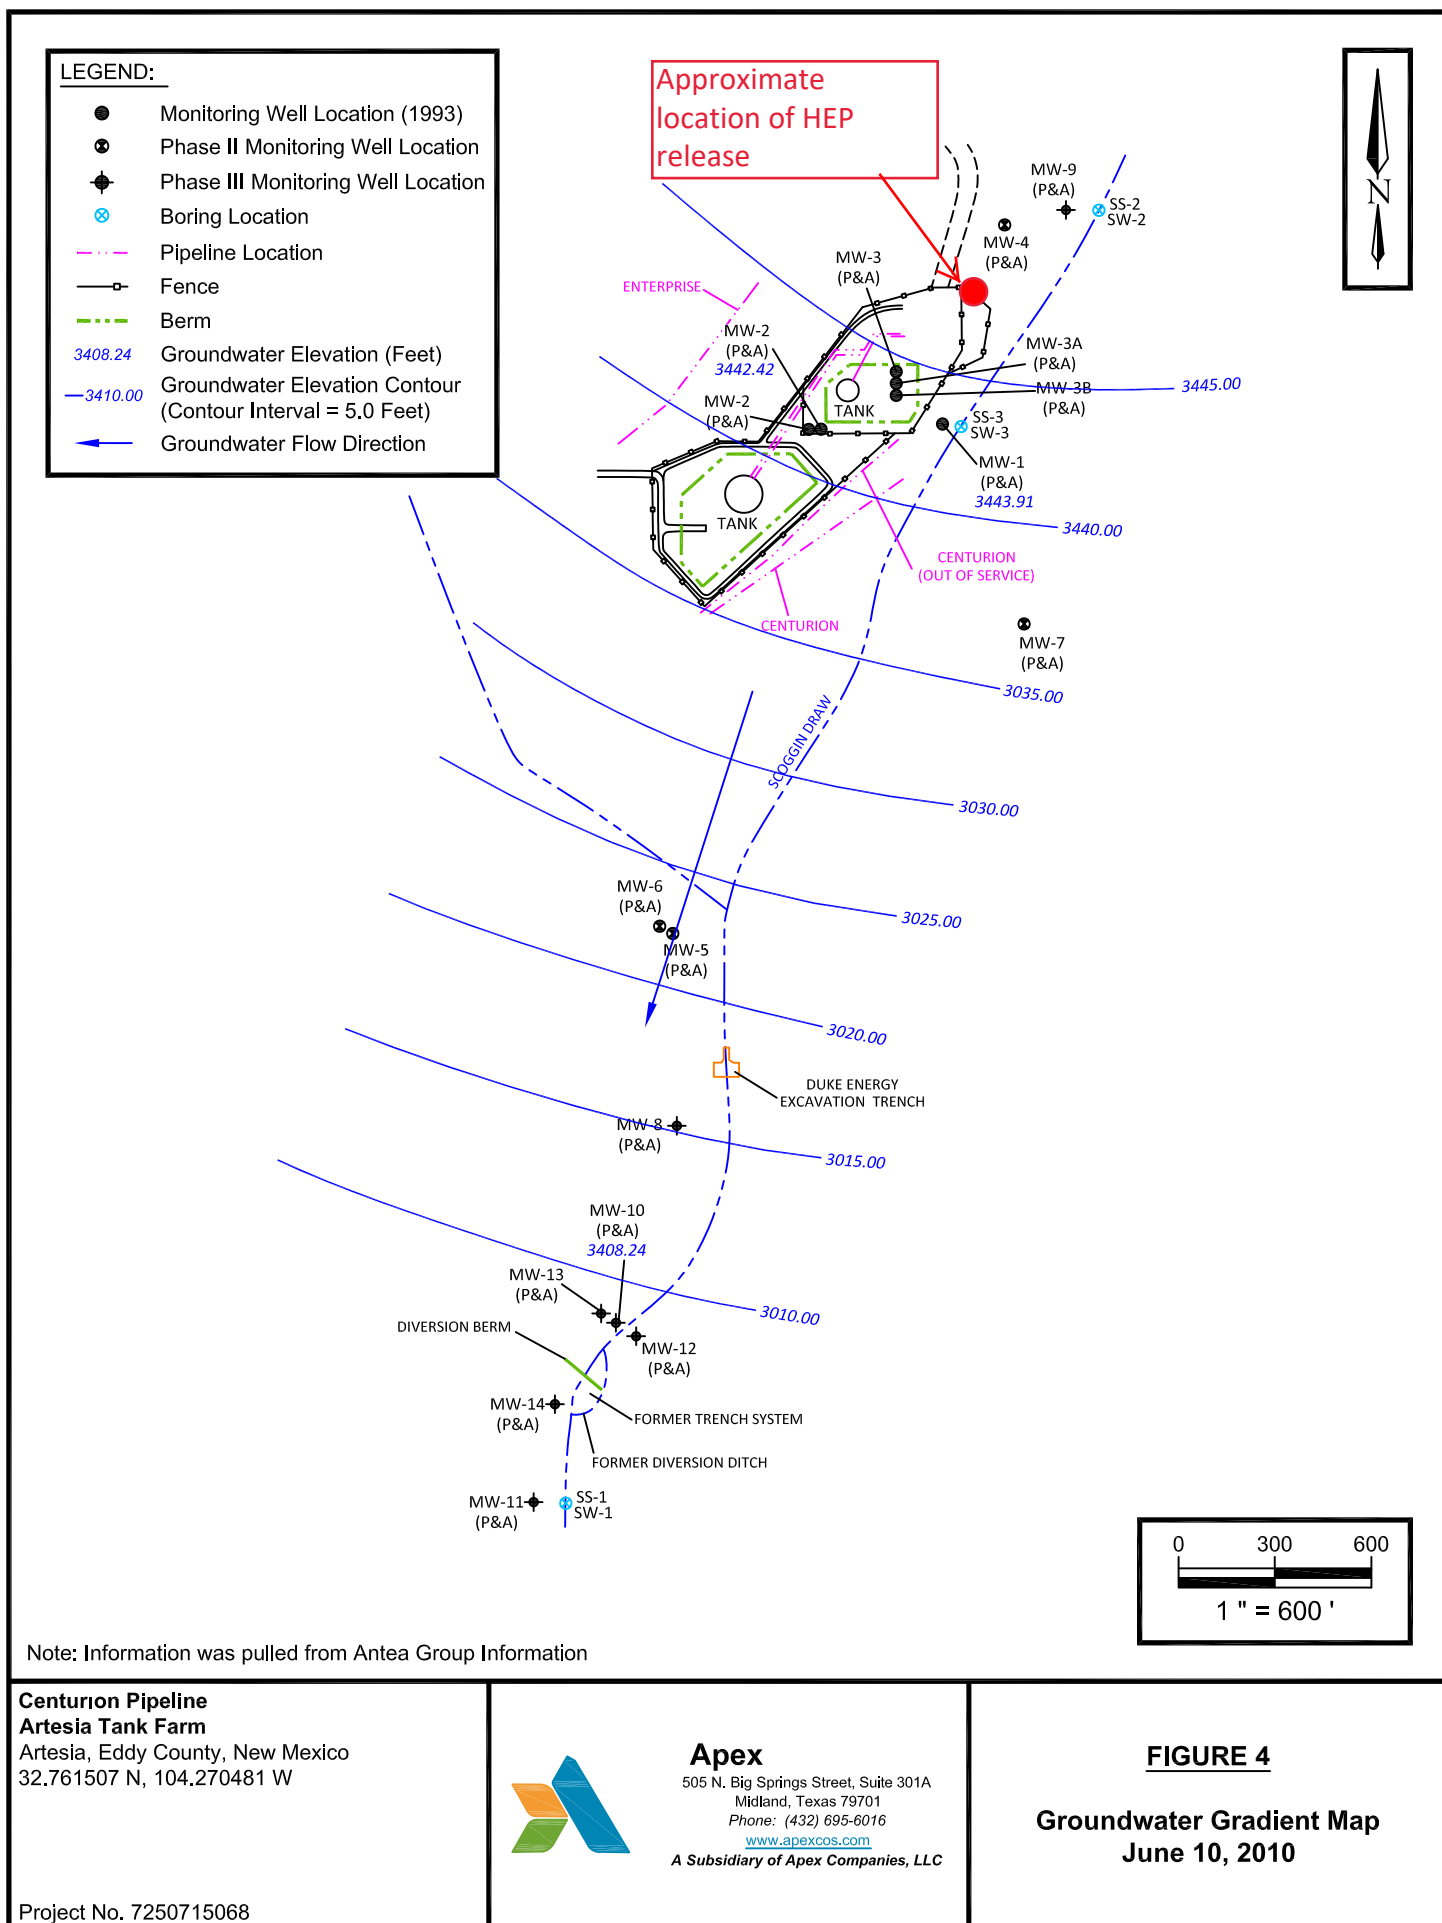 LEGEND:
Monitoring Well Location (1993)
Phase II Monitoring Well Location
Phase III Monitoring Well Location
Boring Location
Pipeline Location
Fence
Berm
3408.24 Groundwater Elevation (Feet)
3410.00 Groundwater Elevation Contour
(Contour Interval = 5.0 Feet)
Groundwater Flow Direction
Approximate
location of HEP
release
N
MW-9
(P&A)
SS-2
SW-2
MW-4
(P&A)
MW-3
(P&A)
ENTERPRISE
MW-2
(P&A)
3442.42
MW-3A
(P&A)
MW-3B
(P&A)
3445.00
MW-2
(P&A)
TANK
SS-3
SW-3
MW-1
(P&A)
3443.91
TANK
3440.00
CENTURION
(OUT OF SERVICE)
CENTURION
MW-7
(P&A)
3035.00
SCOGGIN DRAW
3030.00
MW-6
(P&A)
3025.00
MW-5
(P&A)
3020.00
DUKE ENERGY
EXCAVATION TRENCH
MW-8
(P&A)
3015.00
MW-10
(P&A)
3408.24
MW-13
(P&A)
3010.00
DIVERSION BERM
MW-12
(P&A)
MW-14
(P&A)
FORMER TRENCH SYSTEM
FORMER DIVERSION DITCH
MW-11
(P&A)
SS-1
SW-1
0 300 600
1 " = 600 '
Note: Information was pulled from Antea Group Information
Centurion Pipeline
Artesia Tank Farm
Artesia, Eddy County, New Mexico
32.761507 N, 104.270481 W
Project No. 7250715068
Apex
505 N. Big Springs Street, Suite 301A
Midland, Texas 79701
Phone: (432) 695-6016
www.apexcos.com
A Subsidiary of Apex Companies, LLC
FIGURE 4
Groundwater Gradient Map
June 10, 2010